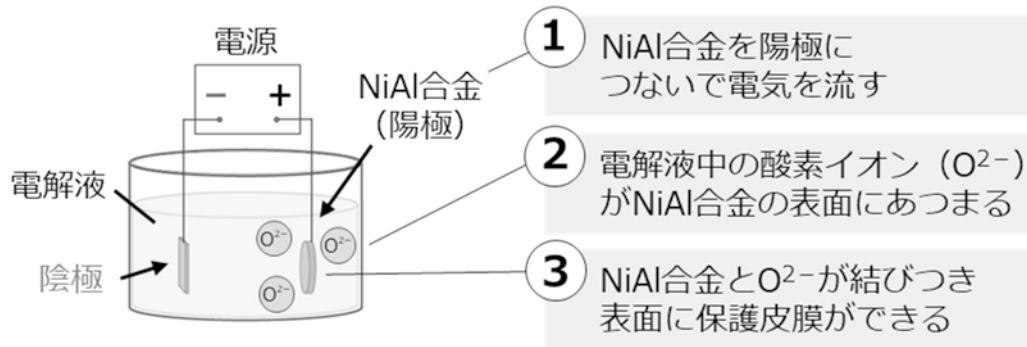 電源
− +
NiAl合金
（陽極）
電解液
陰極
O²⁻
O²⁻
O²⁻
1
NiAl合金を陽極に
つないで電気を流す
2
電解液中の酸素イオン（O²⁻）
がNiAl合金の表面にあつまる
3
NiAl合金とO²⁻が結びつき
表面に保護皮膜ができる